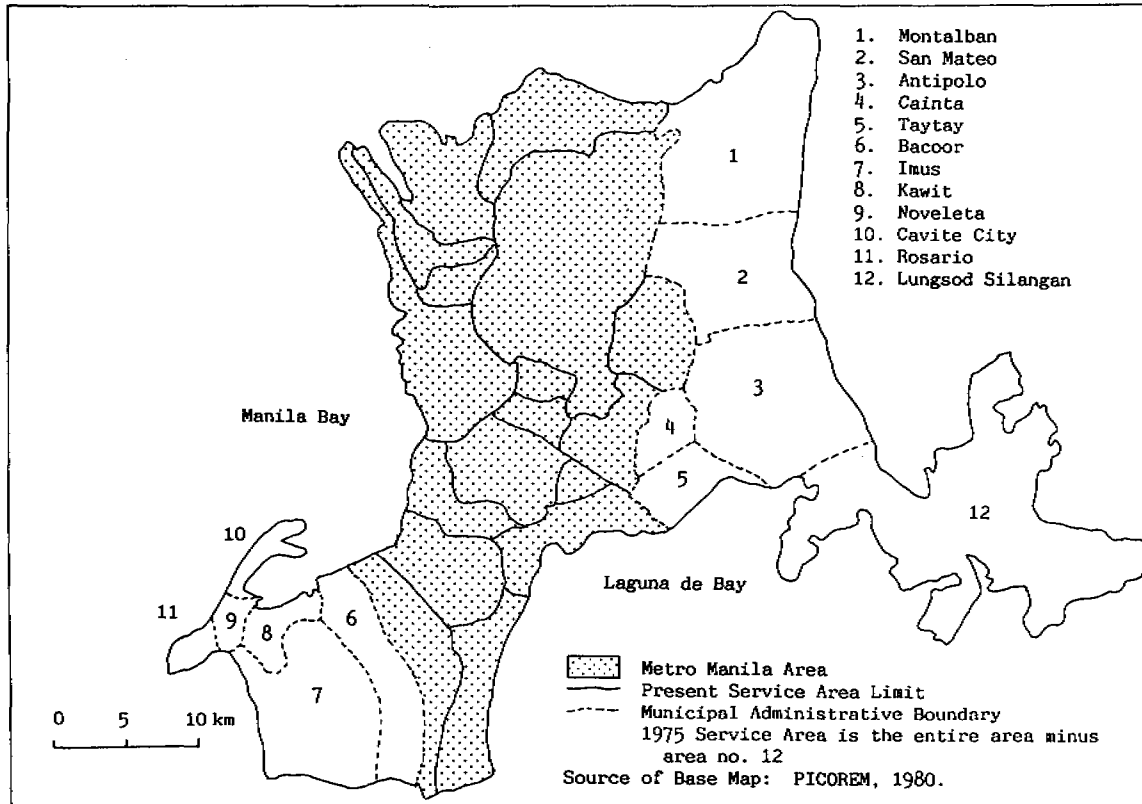 1. Montalban
2. San Mateo
3. Antipolo
4. Cainta
5. Taytay
6. Bacoor
7. Imus
8. Kawit
9. Noveleta
10. Cavite City
11. Rosario
12. Lungsod Silangan
1
2
3
Manila Bay
4
5
12
10
Laguna de Bay
11
9
8
6
7
Metro Manila Area
Present Service Area Limit
Municipal Administrative Boundary
1975 Service Area is the entire area minus
area no. 12
Source of Base Map: PICOREM, 1980.
0 5 10 km